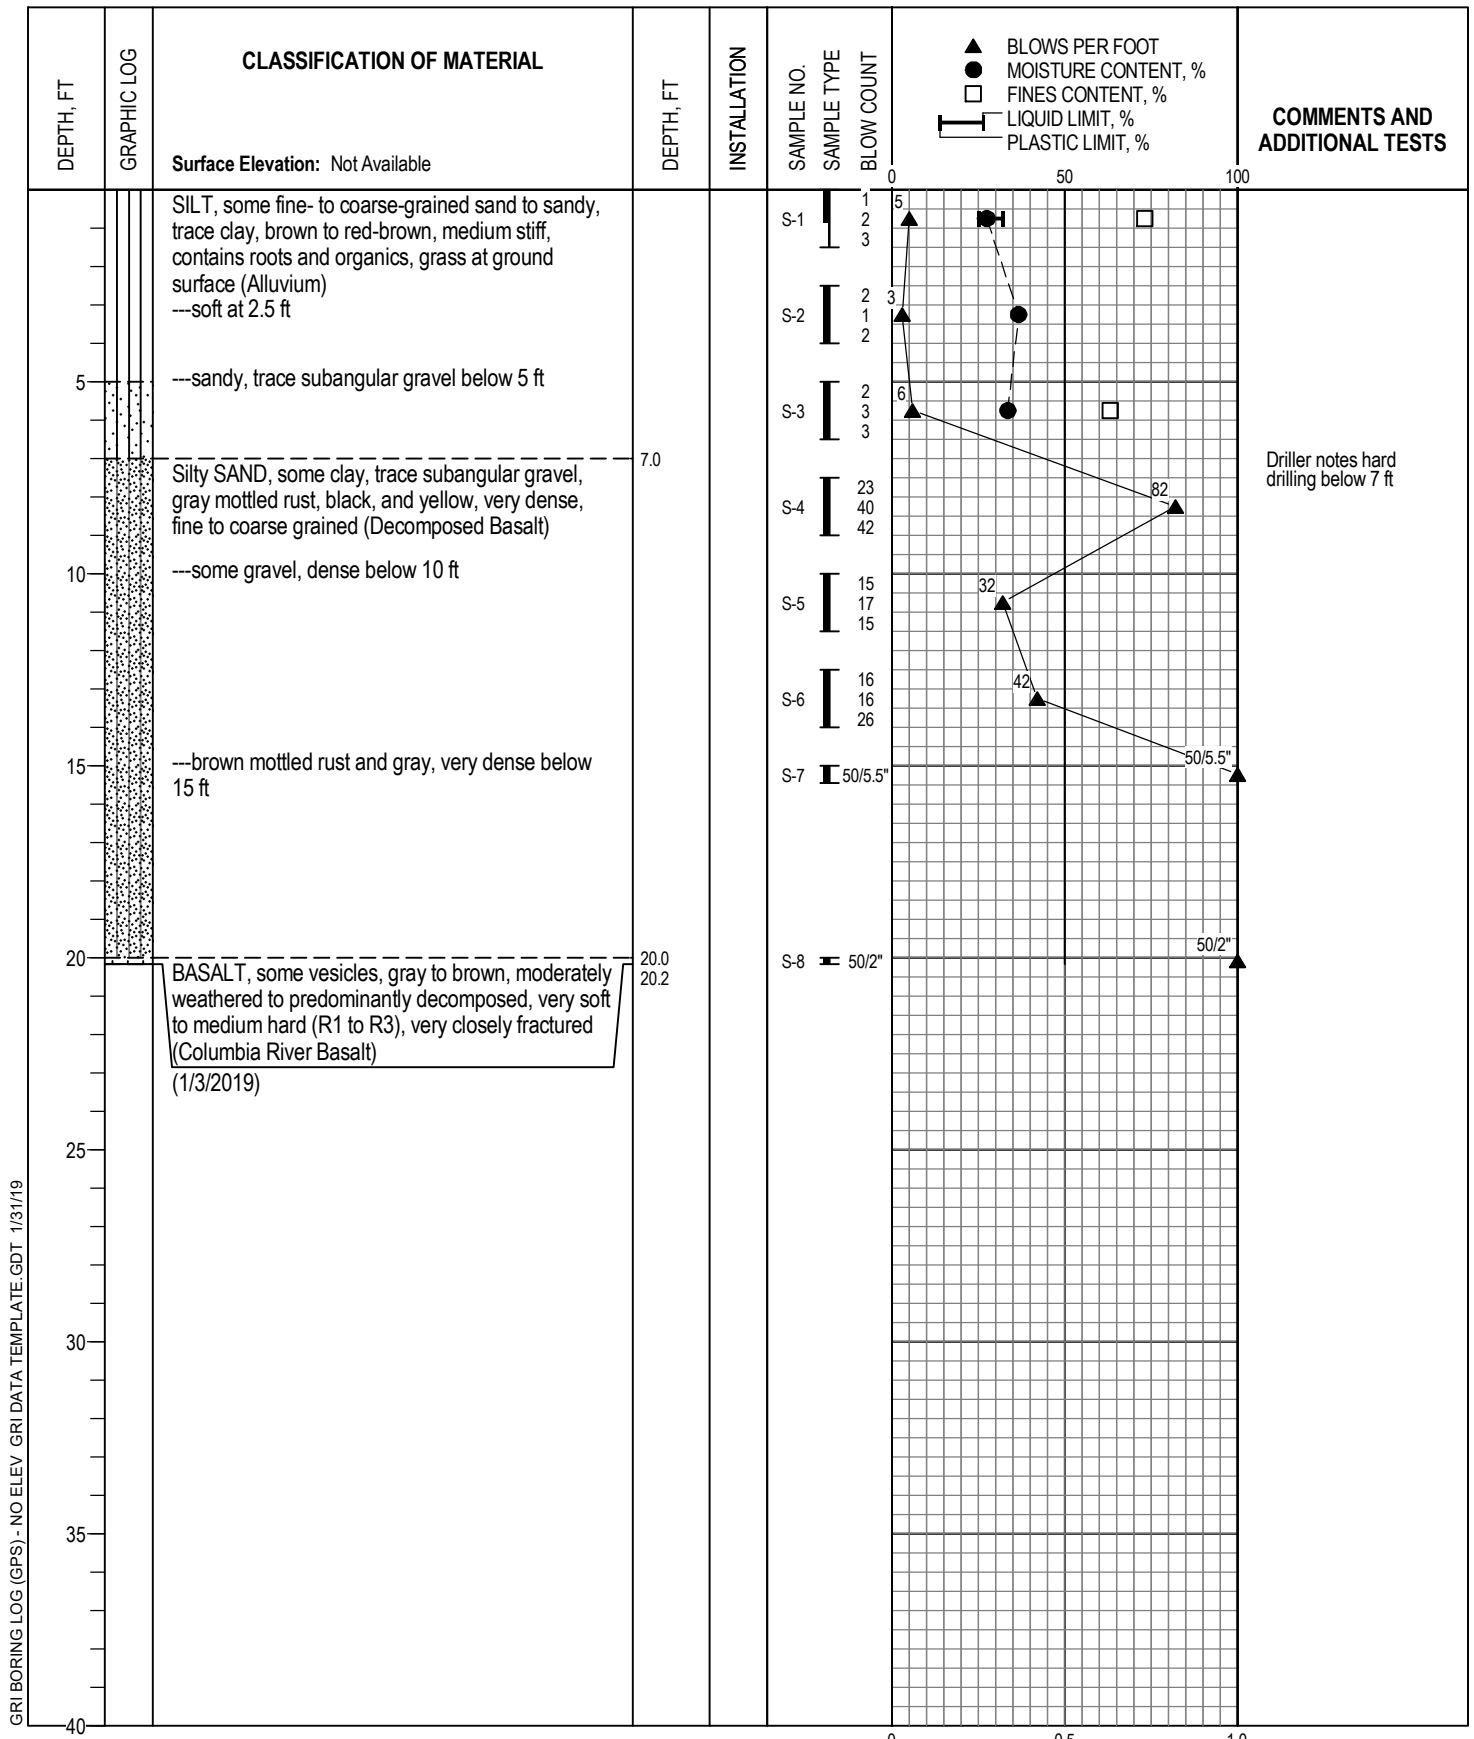 DEPTH, FT
GRAPHIC LOG
CLASSIFICATION OF MATERIAL
Surface Elevation: Not Available
DEPTH, FT
INSTALLATION
SAMPLE NO.
SAMPLE TYPE
BLOW COUNT
BLOWS PER FOOT
MOISTURE CONTENT, %
FINES CONTENT, %
LIQUID LIMIT, %
PLASTIC LIMIT, %
0 50 100
COMMENTS AND
ADDITIONAL TESTS
SILT, some fine- to coarse-grained sand to sandy,
trace clay, brown to red-brown, medium stiff,
contains roots and organics, grass at ground
surface (Alluvium)
---soft at 2.5 ft
---sandy, trace subangular gravel below 5 ft
Silty SAND, some clay, trace subangular gravel,
gray mottled rust, black, and yellow, very dense,
fine to coarse grained (Decomposed Basalt)
---some gravel, dense below 10 ft
---brown mottled rust and gray, very dense below
15 ft
BASALT, some vesicles, gray to brown, moderately
weathered to predominantly decomposed, very soft
to medium hard (R1 to R3), very closely fractured
(Columbia River Basalt)
(1/3/2019)
5
10
15
20
25
30
35
40
7.0
20.0
20.2
S-1
1
2
3
5
S-2
2
1
2
3
S-3
2
3
3
6
S-4
23
40
42
82
S-5
15
17
15
32
S-6
16
16
26
42
S-7
50/5.5"
50/5.5"
S-8
50/2"
50/2"
Driller notes hard
drilling below 7 ft
0 0.5 1.0
GRI BORING LOG (GPS) - NO ELEV GRI DATA TEMPLATE.GDT 1/31/19